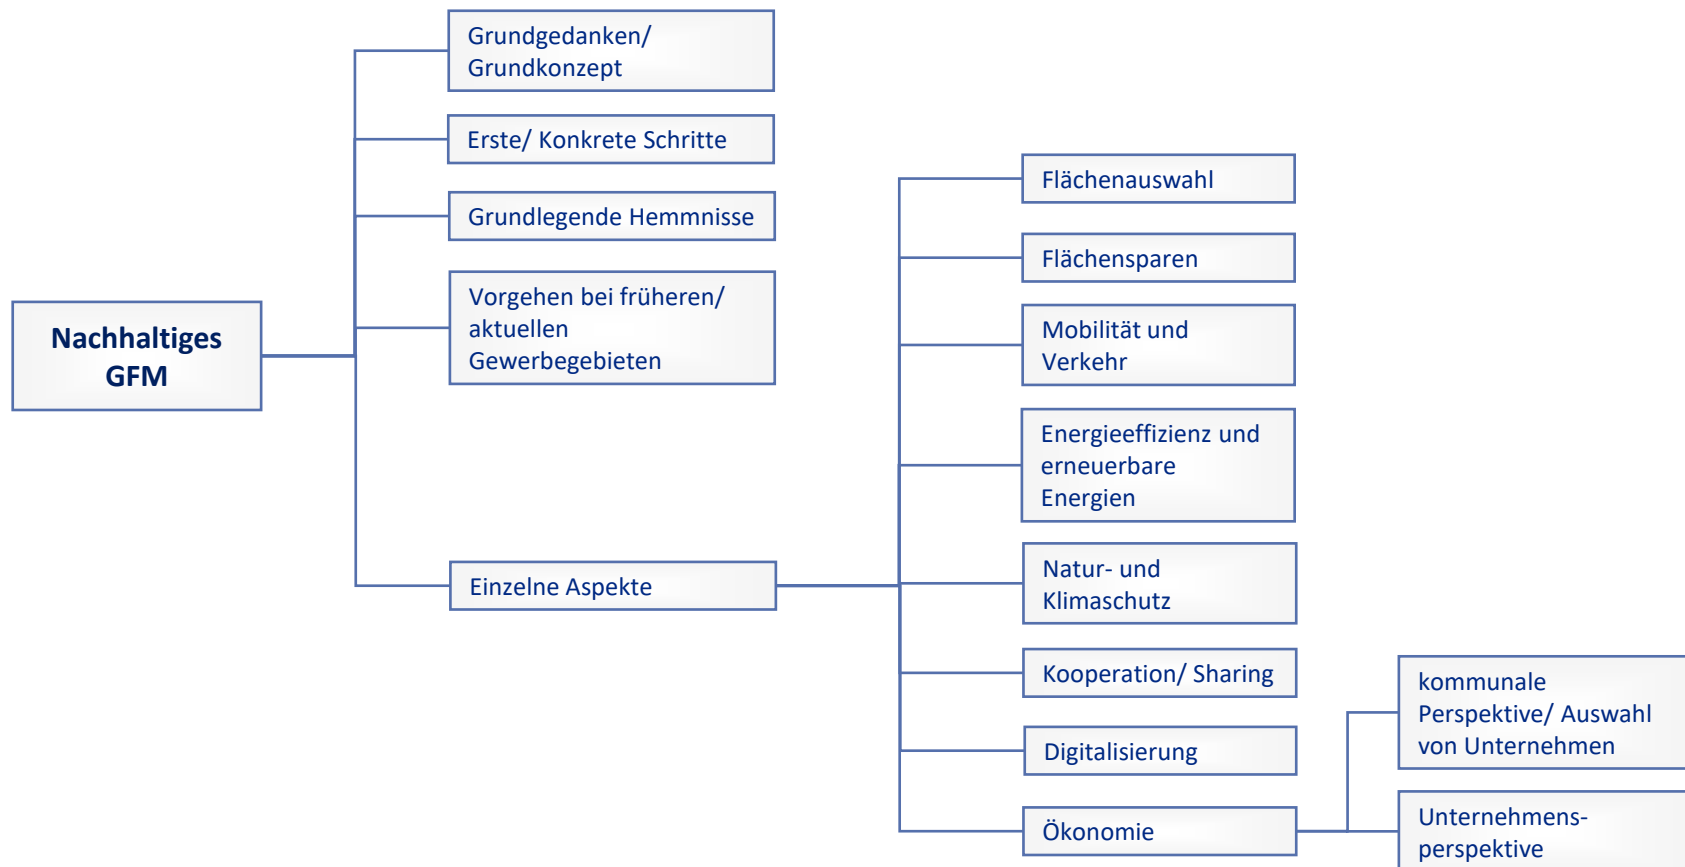 Nachhaltiges
GFM
Grundgedanken/
Grundkonzept
Erste/ Konkrete Schritte
Grundlegende Hemmnisse
Vorgehen bei früheren/
aktuellen
Gewerbegebieten
Einzelne Aspekte
Flächenauswahl
Flächensparen
Mobilität und
Verkehr
Energieeffizienz und
erneuerbare
Energien
Natur- und
Klimaschutz
Kooperation/ Sharing
Digitalisierung
Ökonomie
kommunale
Perspektive/ Auswahl
von Unternehmen
Unternehmens-
perspektive